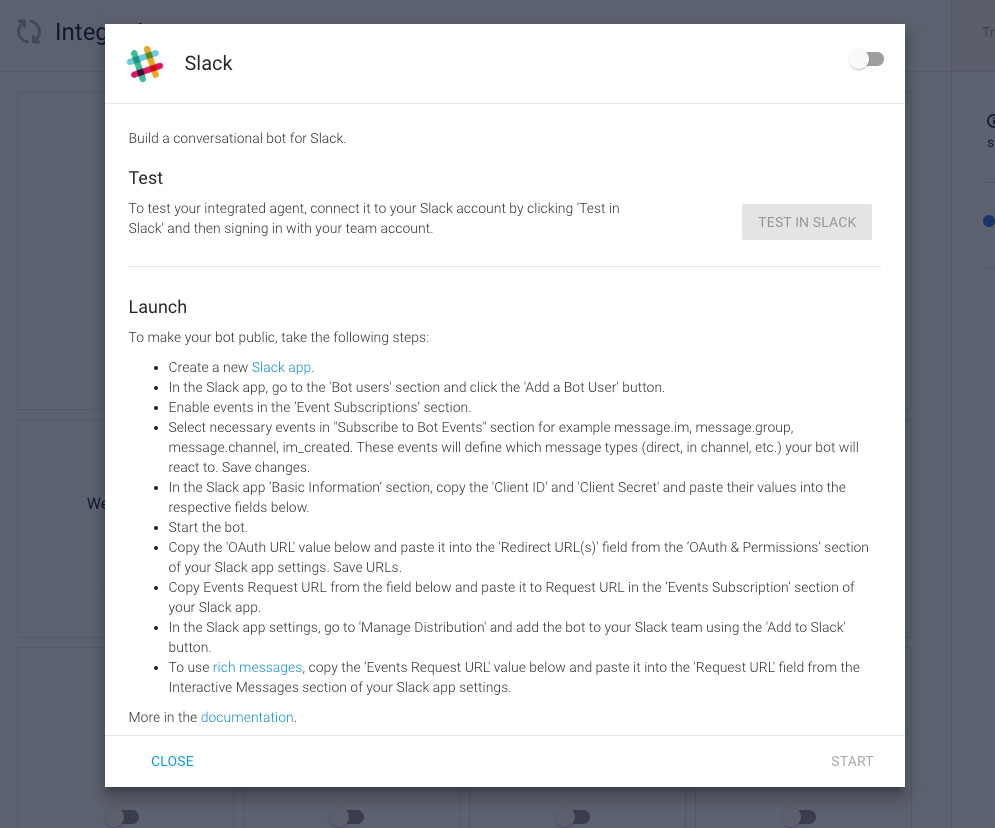 Integ
Tr
Slack
s
Build a conversational bot for Slack.
Test
To test your integrated agent, connect it to your Slack account by clicking 'Test in
Slack' and then signing in with your team account.
TEST IN SLACK
Launch
To make your bot public, take the following steps:
• Create a new Slack app.
• In the Slack app, go to the 'Bot users' section and click the 'Add a Bot User' button.
• Enable events in the 'Event Subscriptions' section.
• Select necessary events in "Subscribe to Bot Events" section for example message.im, message.group,
message.channel, im_created. These events will define which message types (direct, in channel, etc.) your bot will
react to. Save changes.
• In the Slack app 'Basic Information' section, copy the 'Client ID' and 'Client Secret' and paste their values into the
respective fields below.
We
• Start the bot.
• Copy the 'OAuth URL' value below and paste it into the 'Redirect URL(s)' field from the 'OAuth & Permissions' section
of your Slack app settings. Save URLs.
• Copy Events Request URL from the field below and paste it to Request URL in the 'Events Subscription' section of
your Slack app.
• In the Slack app settings, go to 'Manage Distribution' and add the bot to your Slack team using the 'Add to Slack'
button.
• To use rich messages, copy the 'Events Request URL' value below and paste it into the 'Request URL' field from the
Interactive Messages section of your Slack app settings.
More in the documentation.
CLOSE
START